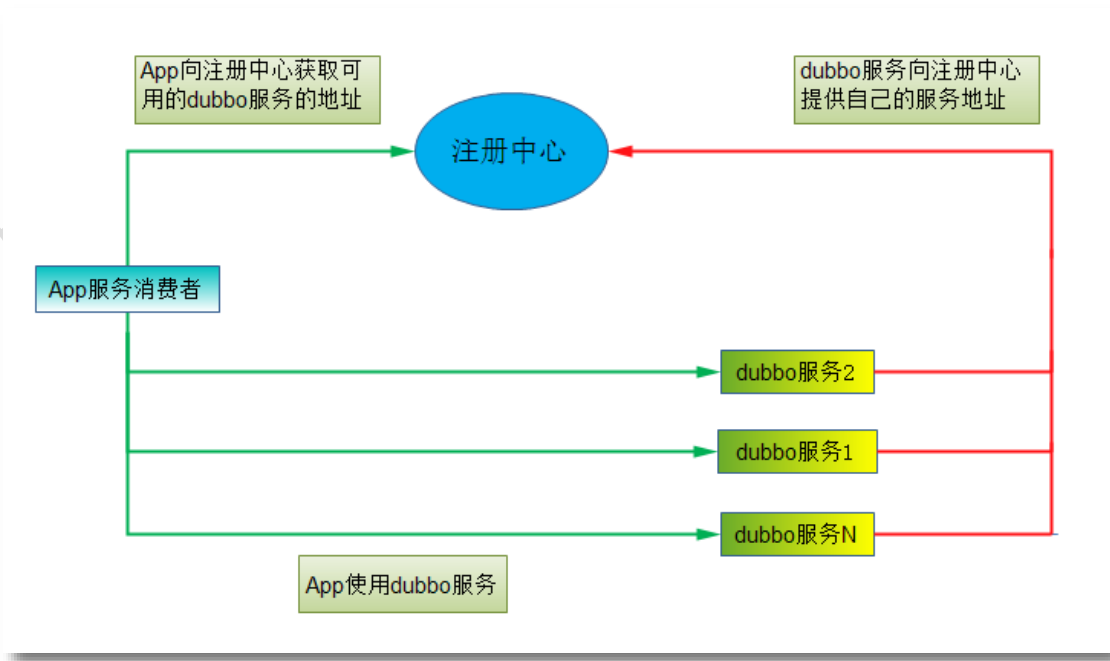 App向注册中心获取可
用的dubbo服务的地址
dubbo服务向注册中心
提供自己的服务地址
注册中心
App服务消费者
dubbo服务2
dubbo服务1
dubbo服务N
App使用dubbo服务